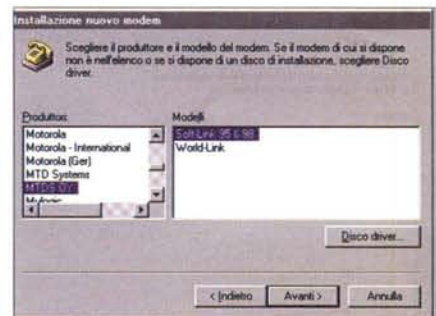 Installazione nuovo modem
Scegliere il produttore e il modello del modem. Se il modem di cui si dispone
non è nell'elenco o se si dispone di un disco di installazione, scegliere Disco
driver.
Produttori:
Modelli:
Motorola
Motorola - International
Motorola (Ger)
MTD Systems
MTDS OY
Mylogic
Soft-Link 95 & 98
World-Link
Disco driver...
< Indietro
Avanti >
Annulla